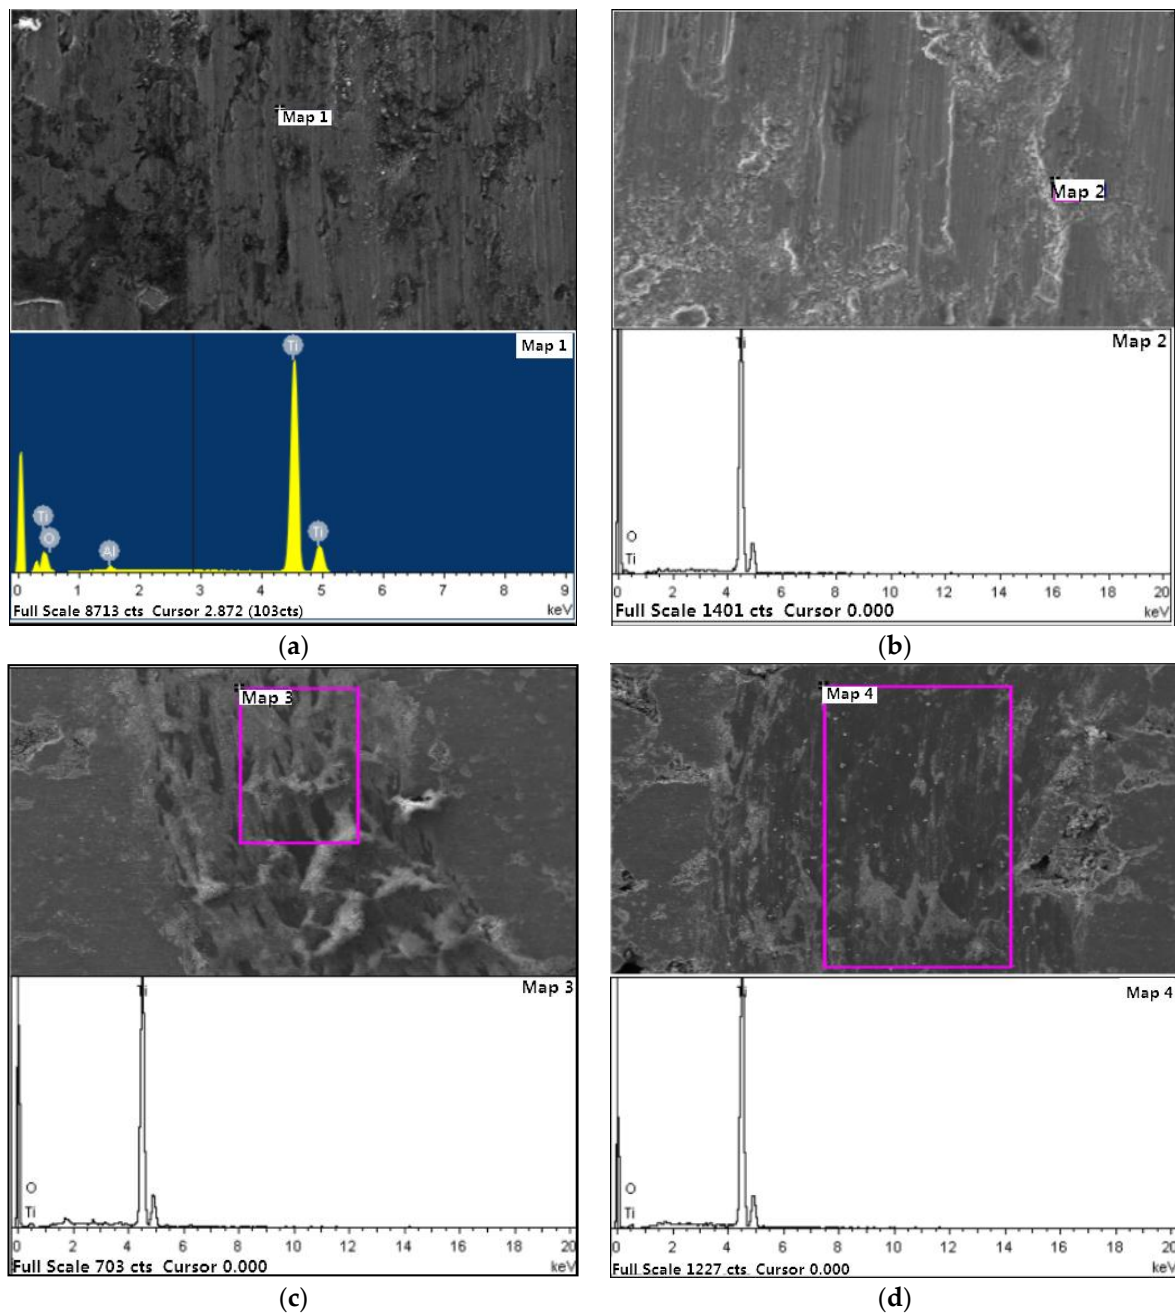 Map 1
Map 2
Map 1
Ti
Ti
O
Al
Ti
0 1 2 3 4 5 6 7 8 9
Full Scale 8713 cts Cursor 2.872 (103cts)
keV
Map 2
Ti
O
Ti
0 2 4 6 8 10 12 14 16 18 20
Full Scale 1401 cts Cursor 0.000
keV
(a)
(b)
Map 3
Map 4
Map 3
Ti
O
Ti
0 2 4 6 8 10 12 14 16 18 20
Full Scale 703 cts Cursor 0.000
keV
Map 4
Ti
O
Ti
0 2 4 6 8 10 12 14 16 18 20
Full Scale 1227 cts Cursor 0.000
keV
(c)
(d)